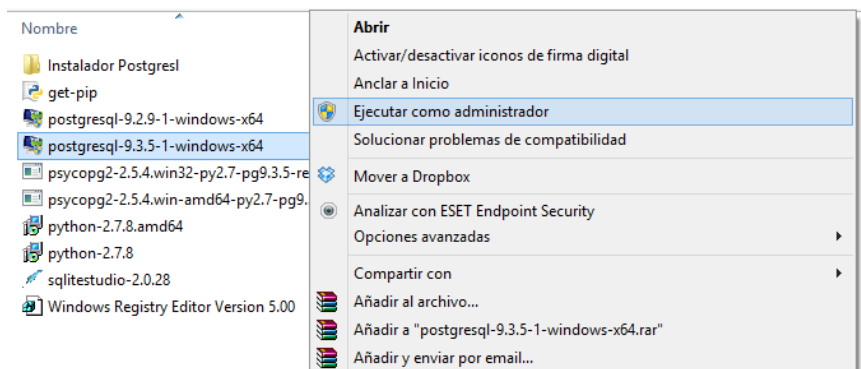 Nombre
Instalador Postgresl
get-pip
postgresql-9.2.9-1-windows-x64
postgresql-9.3.5-1-windows-x64
psycopg2-2.5.4.win32-py2.7-pg9.3.5-re
psycopg2-2.5.4.win-amd64-py2.7-pg9.
python-2.7.8.amd64
python-2.7.8
sqlitestudio-2.0.28
Windows Registry Editor Version 5.00
Abrir
Activar/desactivar iconos de firma digital
Anclar a Inicio
Ejecutar como administrador
Solucionar problemas de compatibilidad
Mover a Dropbox
Analizar con ESET Endpoint Security
Opciones avanzadas
Compartir con
Añadir al archivo...
Añadir a "postgresql-9.3.5-1-windows-x64.rar"
Añadir y enviar por email...